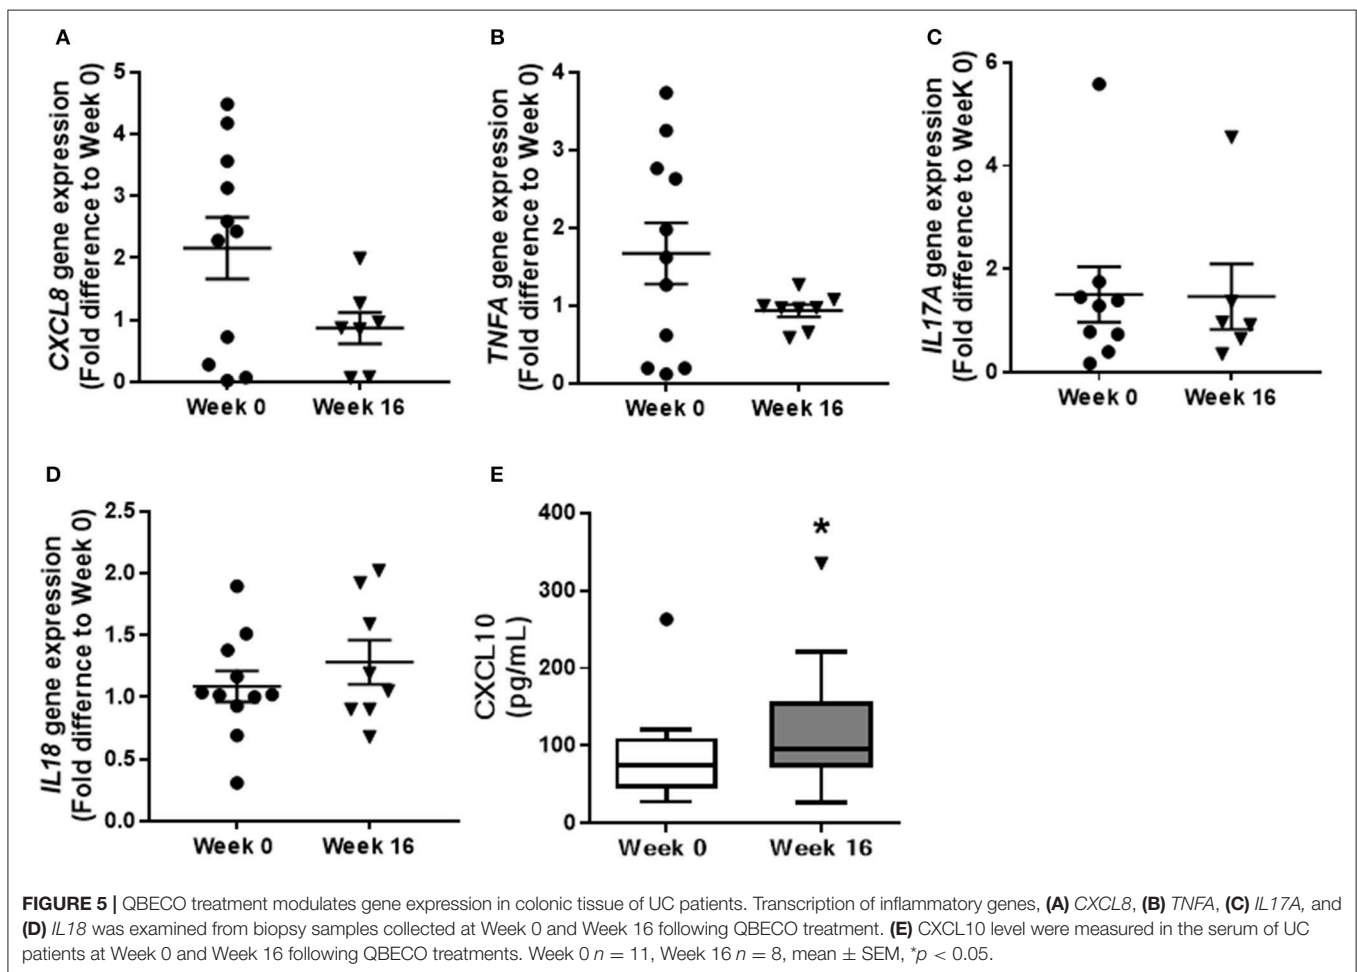 A
CXCL8 gene expression
(Fold difference to Week 0)
5
4
3
2
1
0
Week 0 Week 16
B
TNFA gene expression
(Fold difference to Week 0)
4
3
2
1
0
Week 0 Week 16
C
IL17A gene expression
(Fold difference to WeeK 0)
6
4
2
0
Week 0 Week 16
D
IL18 gene expression
(Fold difference to Week 0)
2.5
2.0
1.5
1.0
0.5
0.0
Week 0 Week 16
E
CXCL10
(pg/mL)
400
300
200
100
0
*
Week 0 Week 16
FIGURE 5 | QBECO treatment modulates gene expression in colonic tissue of UC patients. Transcription of inflammatory genes, (A) CXCL8, (B) TNFA, (C) IL17A, and
(D) IL18 was examined from biopsy samples collected at Week 0 and Week 16 following QBECO treatment. (E) CXCL10 level were measured in the serum of UC
patients at Week 0 and Week 16 following QBECO treatments. Week 0 n = 11, Week 16 n = 8, mean ± SEM, *p < 0.05.